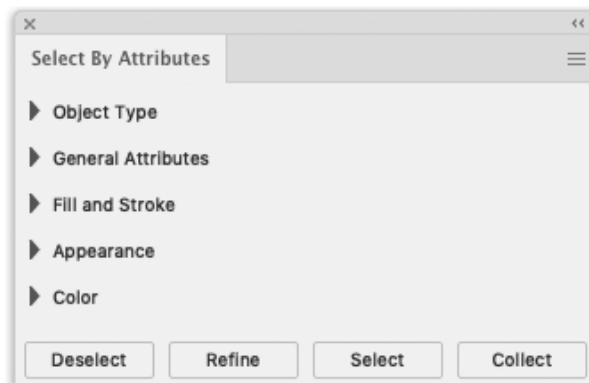 Select By Attributes
Object Type
General Attributes
Fill and Stroke
Appearance
Color
Deselect Refine Select Collect